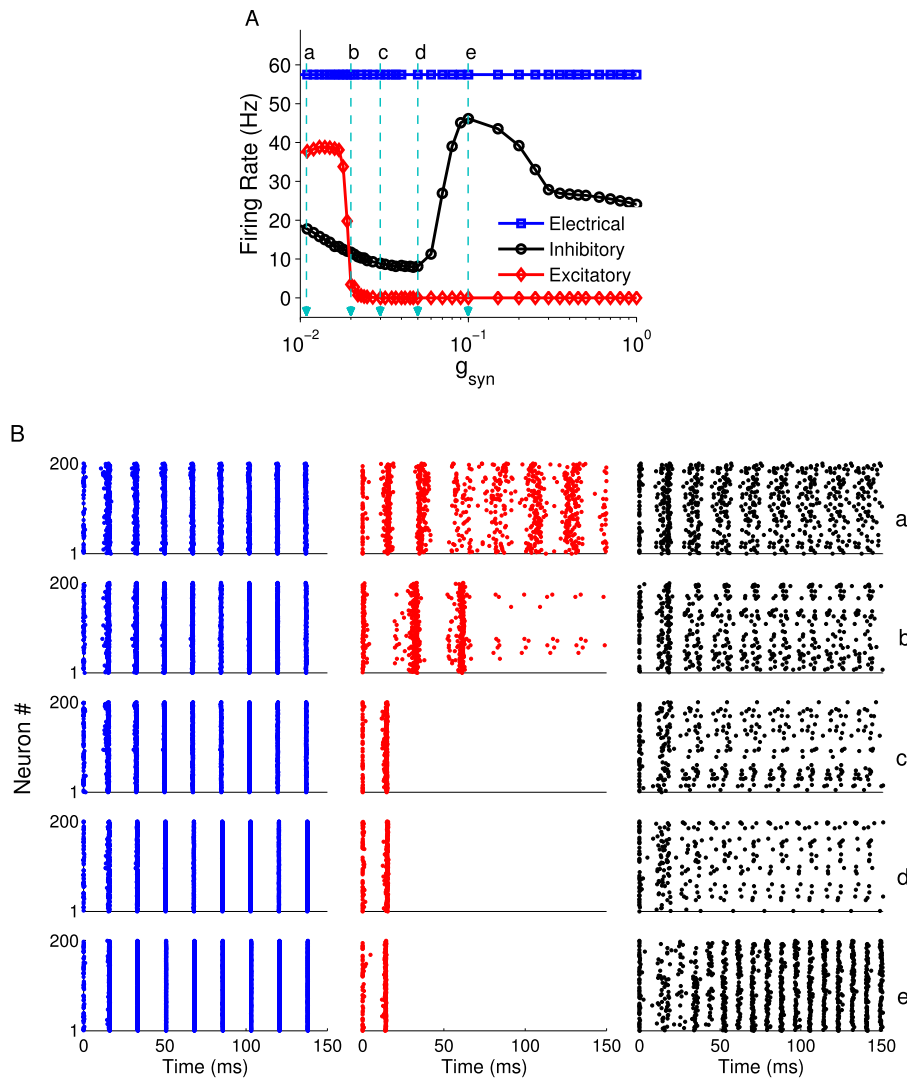 A
a b c d e
60
50
40
30
20
10
0
Firing Rate (Hz)
Electrical
Inhibitory
Excitatory
10⁻² 10⁻¹ 10⁰
g_syn
B
200
1
a
200
1
b
200
1
c
200
1
d
200
1
e
Neuron #
0 50 100 150 0 50 100 150 0 50 100 150
Time (ms) Time (ms) Time (ms)